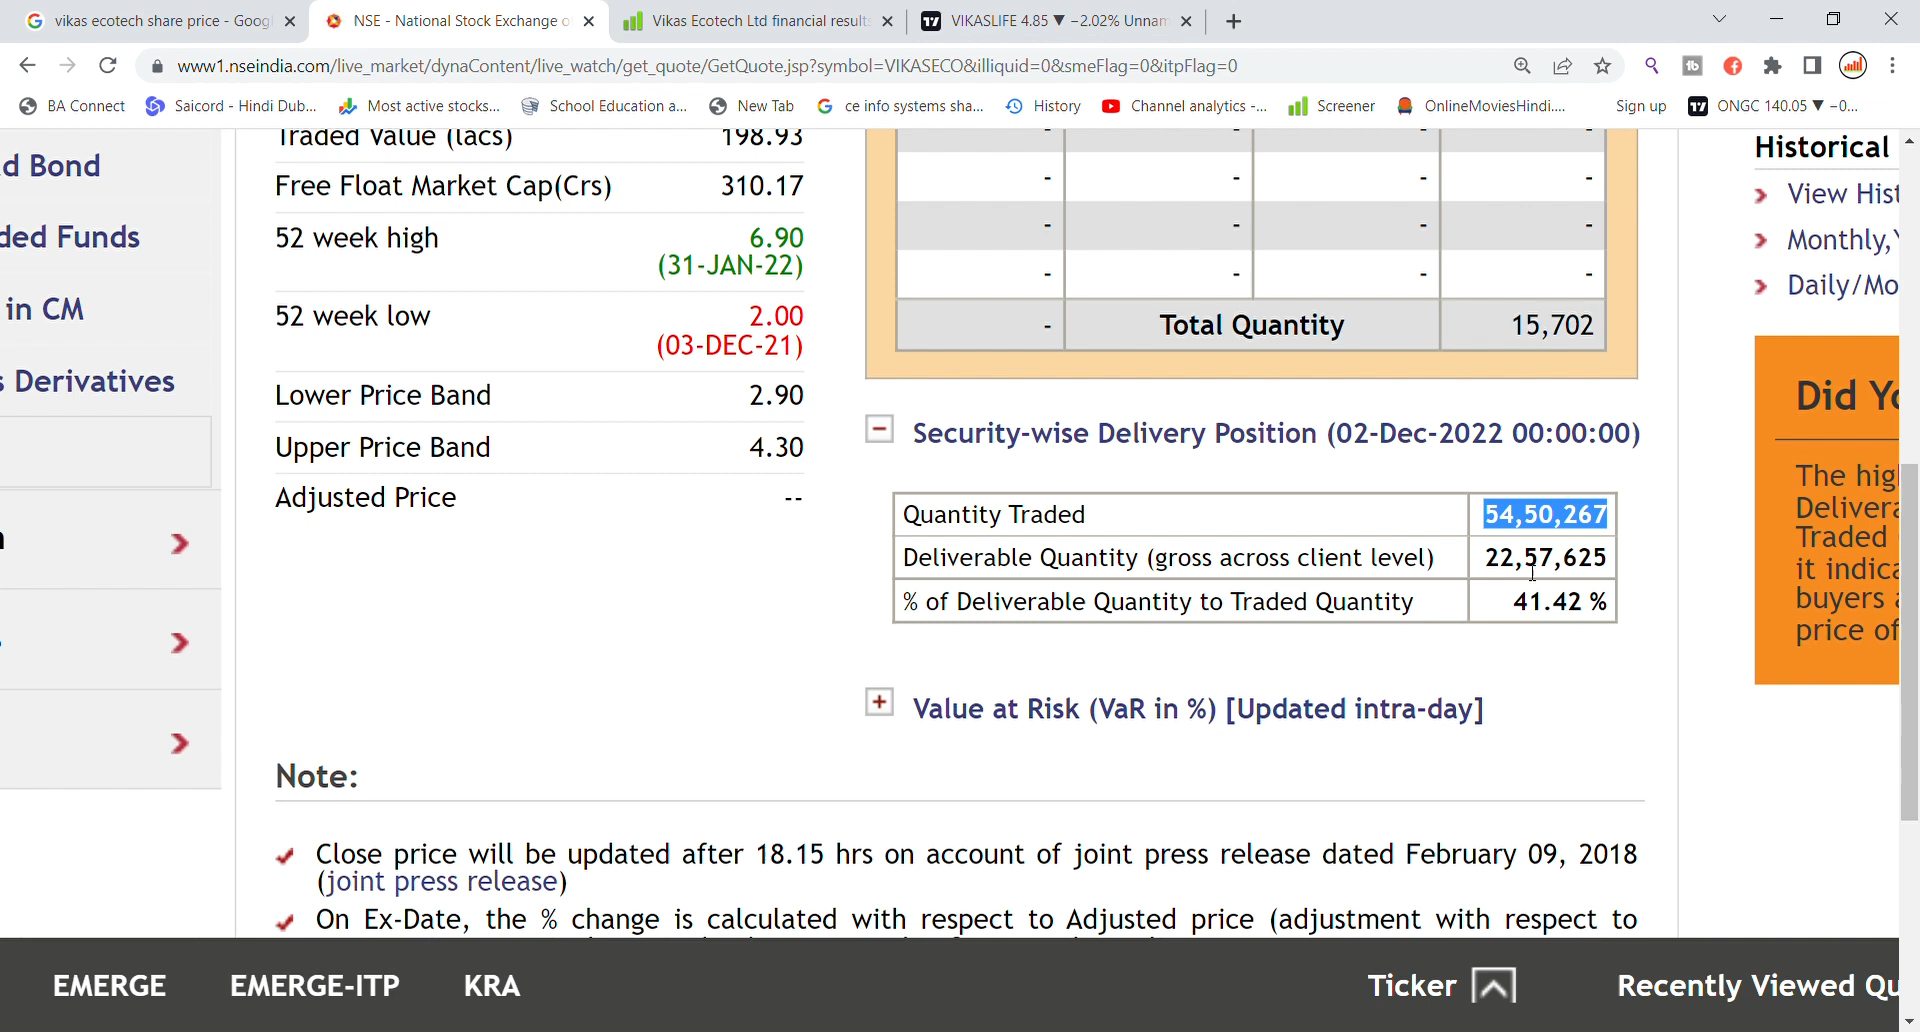 vikas ecotech share price - Goog
NSE - National Stock Exchange o
Vikas Ecotech Ltd financial results
VIKASLIFE 4.85 ▼ −2.02% Unnam
www1.nseindia.com/live_market/dynaContent/live_watch/get_quote/GetQuote.jsp?symbol=VIKASECO&illiquid=0&smeFlag=0&itpFlag=0
BA Connect
Saicord - Hindi Dub...
Most active stocks...
School Education a...
New Tab
ce info systems sha...
History
Channel analytics -...
Screener
OnlineMoviesHindi....
Sign up
ONGC 140.05 ▼ −0...
d Bond
ded Funds
in CM
s Derivatives
Traded Value (lacs) 198.93
Free Float Market Cap(Crs) 310.17
52 week high 6.90
(31-JAN-22)
52 week low 2.00
(03-DEC-21)
Lower Price Band 2.90
Upper Price Band 4.30
Adjusted Price --
- - - -
- - - -
- - - -
- - - -
- Total Quantity 15,702
Security-wise Delivery Position (02-Dec-2022 00:00:00)
Quantity Traded 54,50,267
Deliverable Quantity (gross across client level) 22,57,625
% of Deliverable Quantity to Traded Quantity 41.42 %
Value at Risk (VaR in %) [Updated intra-day]
Historical
View Hist
Monthly,Y
Daily/Mo
Did Yo
The hig
Delivera
Traded
it indica
buyers a
price of
Note:
Close price will be updated after 18.15 hrs on account of joint press release dated February 09, 2018
(joint press release)
On Ex-Date, the % change is calculated with respect to Adjusted price (adjustment with respect to
EMERGE
EMERGE-ITP
KRA
Ticker
Recently Viewed Qu